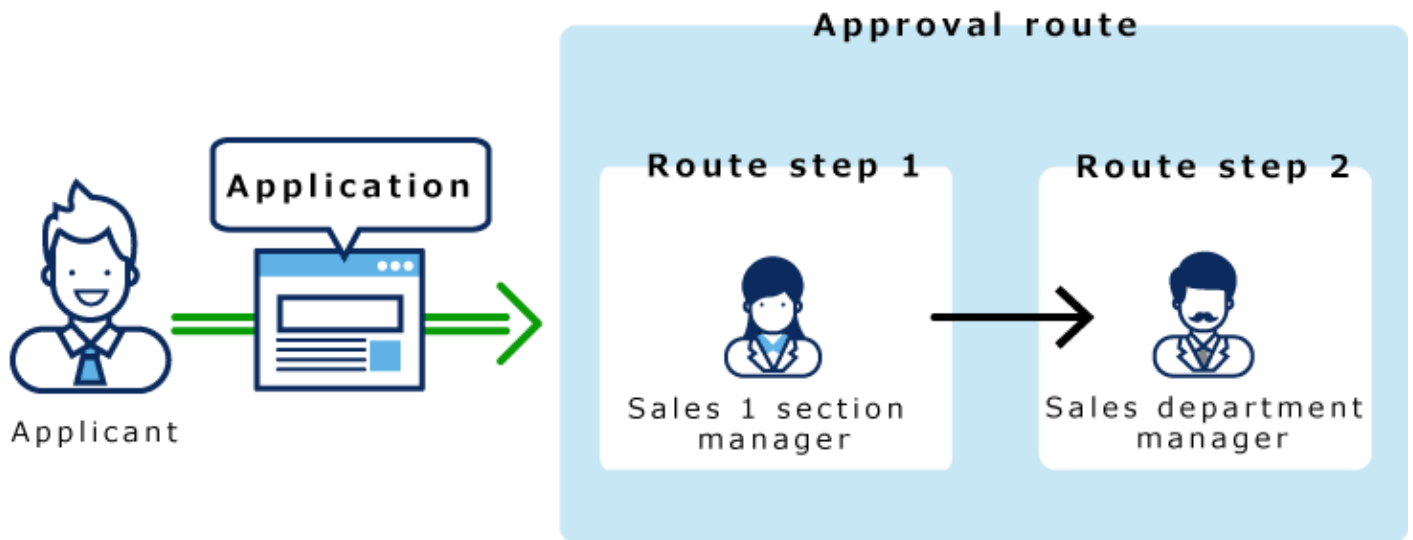 Approval route
Application
Route step 1
Route step 2
Applicant
Sales 1 section
manager
Sales department
manager